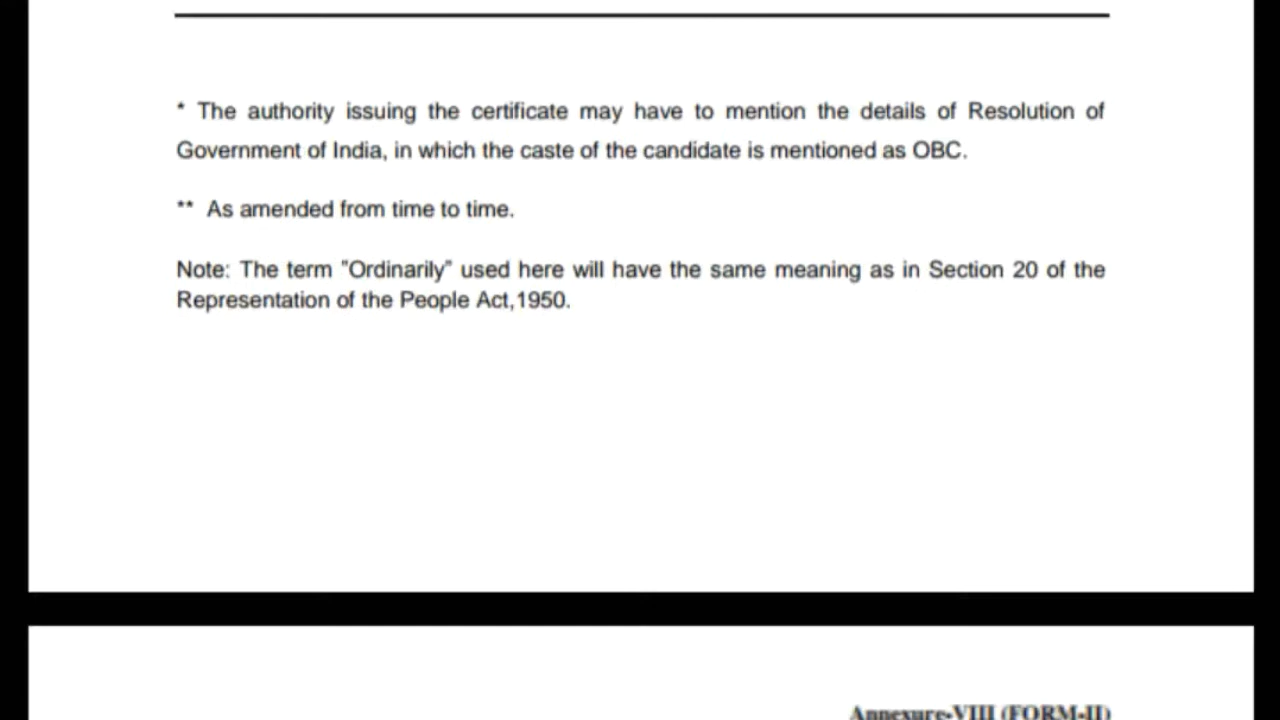 * The authority issuing the certificate may have to mention the details of Resolution of
Government of India, in which the caste of the candidate is mentioned as OBC.
** As amended from time to time.
Note: The term "Ordinarily" used here will have the same meaning as in Section 20 of the
Representation of the People Act,1950.
Annexure-VIII (FORM-II)